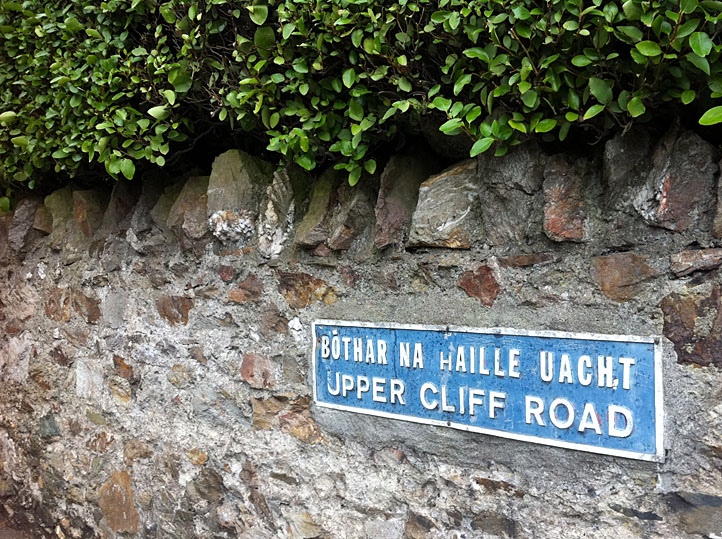 BÓTHAR NA hAILLE UACHT
UPPER CLIFF ROAD